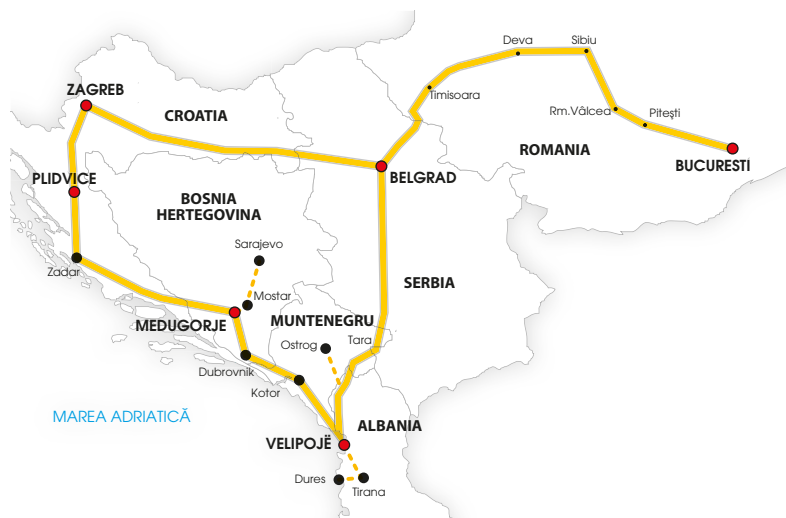 Deva
Sibiu
ZAGREB
Timisoara
CROATIA
Rm.Vâlcea
Piteşti
ROMANIA
BUCURESTI
PLIDVICE
BELGRAD
BOSNIA
HERTEGOVINA
Sarajevo
Zadar
SERBIA
Mostar
MEDUGORJE
MUNTENEGRU
Ostrog
Tara
Dubrovnik
Kotor
MAREA ADRIATICĂ
ALBANIA
VELIPOJË
Dures
Tirana